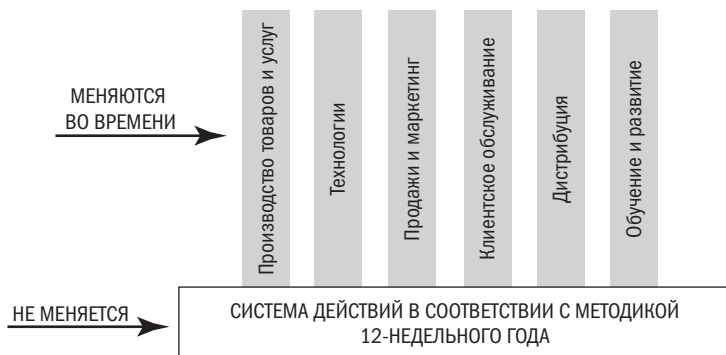 МЕНЯЮТСЯ
ВО ВРЕМЕНИ
Производство товаров и услуг
Технологии
Продажи и маркетинг
Клиентское обслуживание
Дистрибуция
Обучение и развитие
НЕ МЕНЯЕТСЯ
СИСТЕМА ДЕЙСТВИЙ В СООТВЕТСТВИИ С МЕТОДИКОЙ
12-НЕДЕЛЬНОГО ГОДА